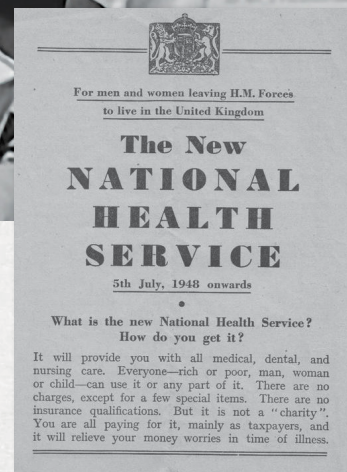 For men and women leaving H.M. Forces
to live in the United Kingdom
The New
NATIONAL
HEALTH
SERVICE
5th July, 1948 onwards
What is the new National Health Service?
How do you get it?
It will provide you with all medical, dental, and
nursing care. Everyone—rich or poor, man, woman
or child—can use it or any part of it. There are no
charges, except for a few special items. There are no
insurance qualifications. But it is not a "charity".
You are all paying for it, mainly as taxpayers, and
it will relieve your money worries in time of illness.